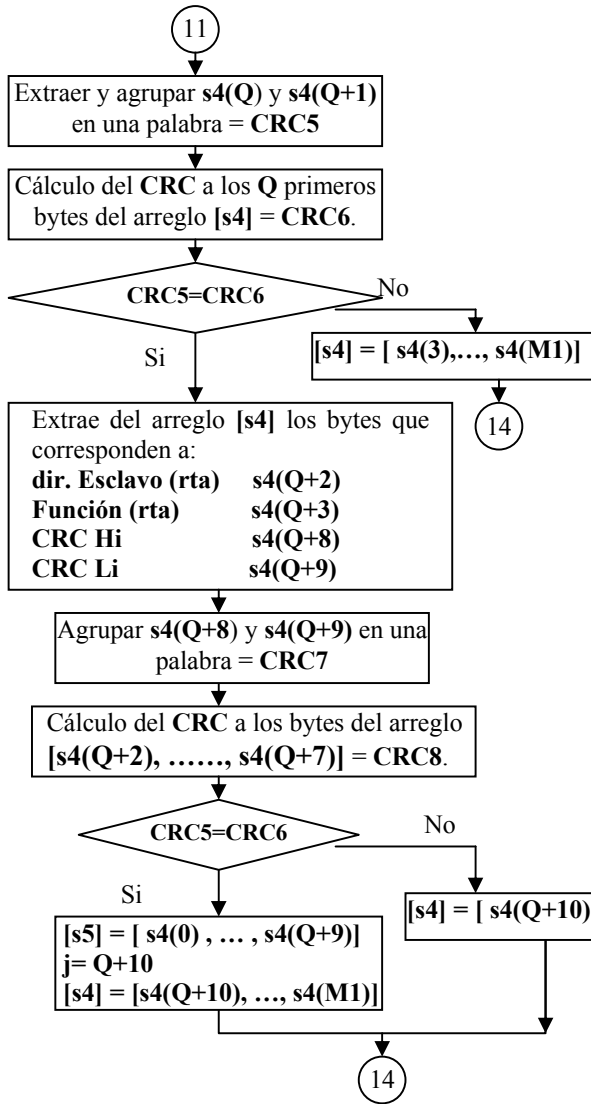 11
Extraer y agrupar s4(Q) y s4(Q+1)
en una palabra = CRC5
Cálculo del CRC a los Q primeros
bytes del arreglo [s4] = CRC6.
CRC5=CRC6
No
Si
[s4] = [ s4(3),…, s4(M1)]
14
Extrae del arreglo [s4] los bytes que
corresponden a:
dir. Esclavo (rta) s4(Q+2)
Función (rta) s4(Q+3)
CRC Hi s4(Q+8)
CRC Li s4(Q+9)
Agrupar s4(Q+8) y s4(Q+9) en una
palabra = CRC7
Cálculo del CRC a los bytes del arreglo
[s4(Q+2), ……, s4(Q+7)] = CRC8.
CRC5=CRC6
No
Si
[s4] = [ s4(Q+10)
[s5] = [ s4(0) , … , s4(Q+9)]
j= Q+10
[s4] = [s4(Q+10), …, s4(M1)]
14